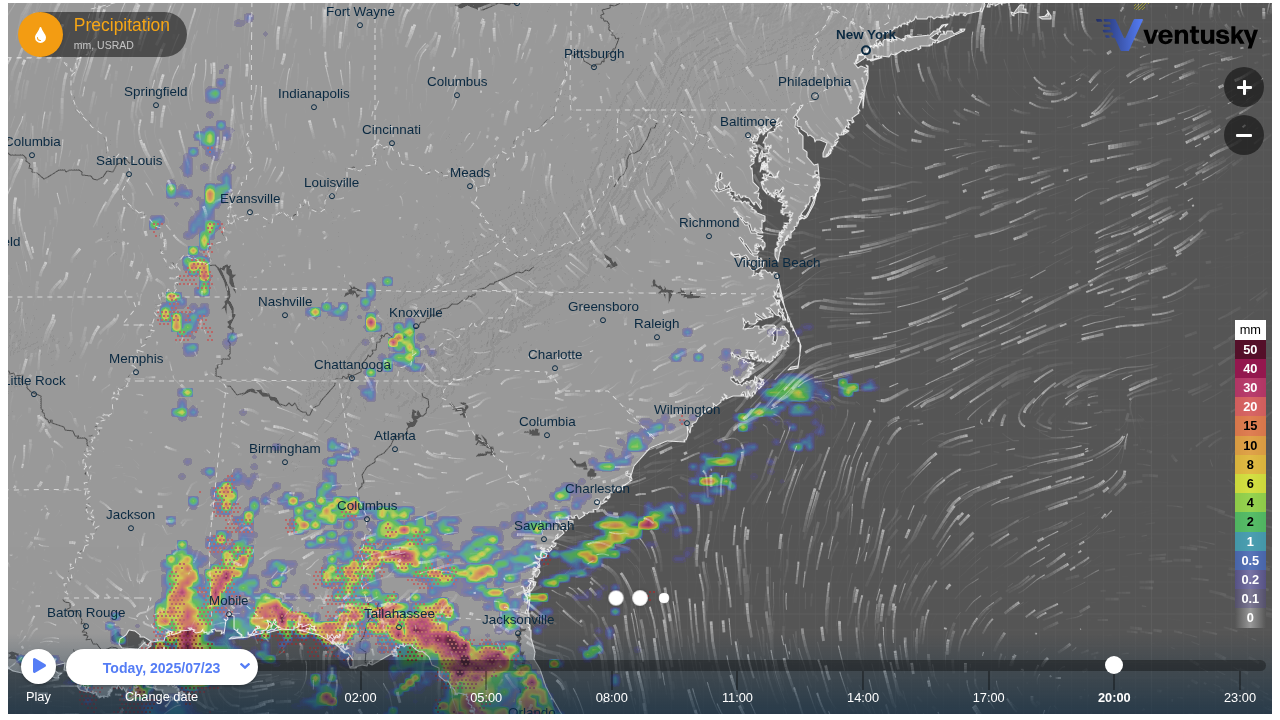 Precipitation
mm, USRAD
Fort Wayne
New York
ventusky
Pittsburgh
Springfield
Indianapolis
Columbus
Philadelphia
Columbia
Cincinnati
Baltimore
Saint Louis
Louisville
Meads
Evansville
Richmond
eld
Virginia Beach
Nashville
Knoxville
Greensboro
Raleigh
Memphis
Chattanooga
Charlotte
Little Rock
Wilmington
Columbia
Atlanta
Birmingham
Charleston
Jackson
Columbus
Savannah
Baton Rouge
Mobile
Tallahassee
Jacksonville
Orlando
mm
50
40
30
20
15
10
8
6
4
2
1
0.5
0.2
0.1
0
Today, 2025/07/23
Play
Change date
02:00
05:00
08:00
11:00
14:00
17:00
20:00
23:00